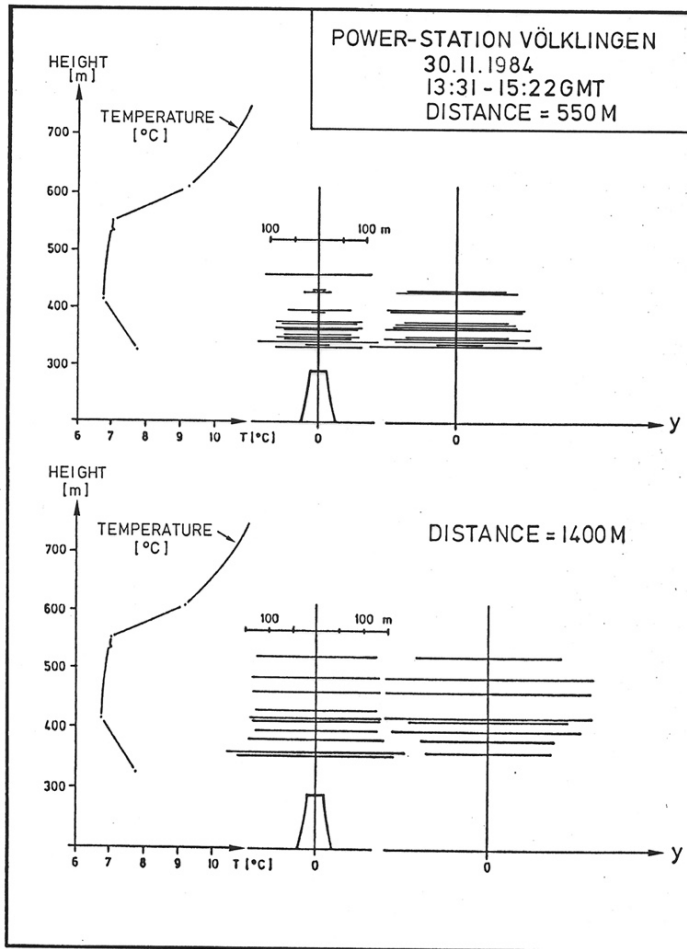 POWER-STATION VÖLKLINGEN
30.11.1984
13:31 - 15:22 GMT
DISTANCE = 550 M
HEIGHT
[m]
TEMPERATURE
[°C]
700
600
500
400
300
100 100 m
6 7 8 9 10 T [°C] 0 0 y
HEIGHT
[m]
TEMPERATURE
[°C]
DISTANCE = 1400 M
700
600
500
400
300
100 100 m
6 7 8 9 10 T [°C] 0 0 y